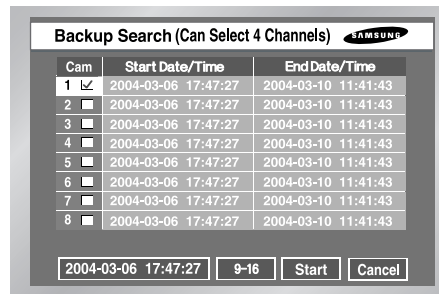 Backup Search (Can Select 4 Channels) SAMSUNG
Cam Start Date/Time End Date/Time
1 2004-03-06 17:47:27 2004-03-10 11:41:43
2 2004-03-06 17:47:27 2004-03-10 11:41:43
3 2004-03-06 17:47:27 2004-03-10 11:41:43
4 2004-03-06 17:47:27 2004-03-10 11:41:43
5 2004-03-06 17:47:27 2004-03-10 11:41:43
6 2004-03-06 17:47:27 2004-03-10 11:41:43
7 2004-03-06 17:47:27 2004-03-10 11:41:43
8 2004-03-06 17:47:27 2004-03-10 11:41:43
2004-03-06 17:47:27 9-16 Start Cancel